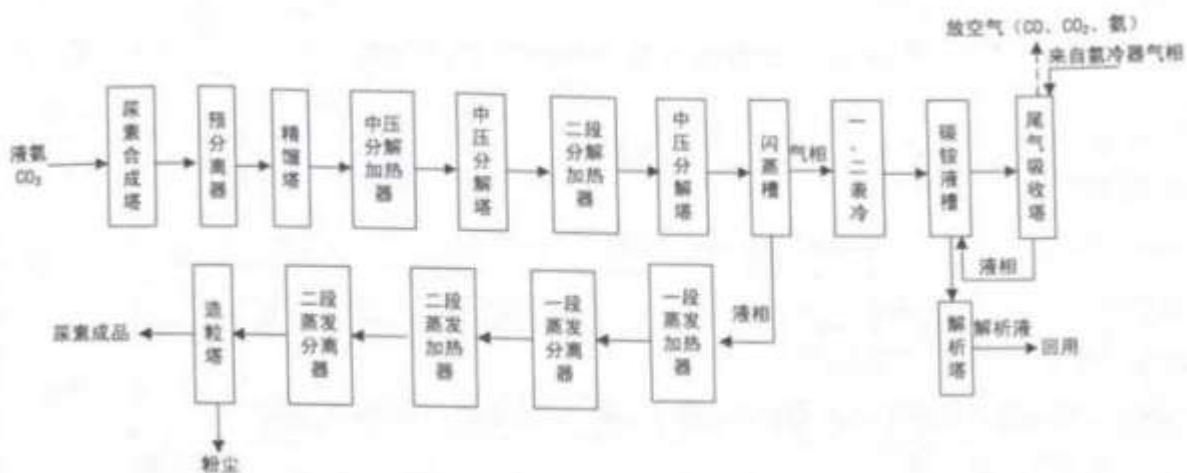 放空气（CO、CO₂、氨）
来自氨冷器气相
液氨
CO₂
尿素合成塔
预分离器
精馏塔
中压分解加热器
中压分解塔
二段分解加热器
中压分解塔
闪蒸槽
气相
一、二表冷
碳铵液槽
尾气吸收塔
液相
尿素成品
造粒塔
二段蒸发分离器
二段蒸发加热器
一段蒸发分离器
一段蒸发加热器
液相
解析塔
解析液
回用
粉尘